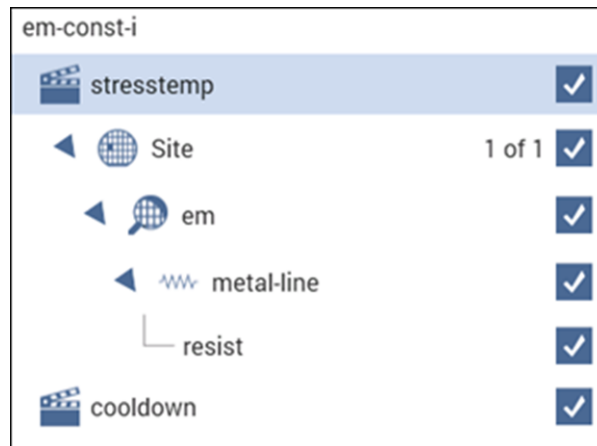 em-const-i
stresstemp
Site 1 of 1
em
metal-line
resist
cooldown